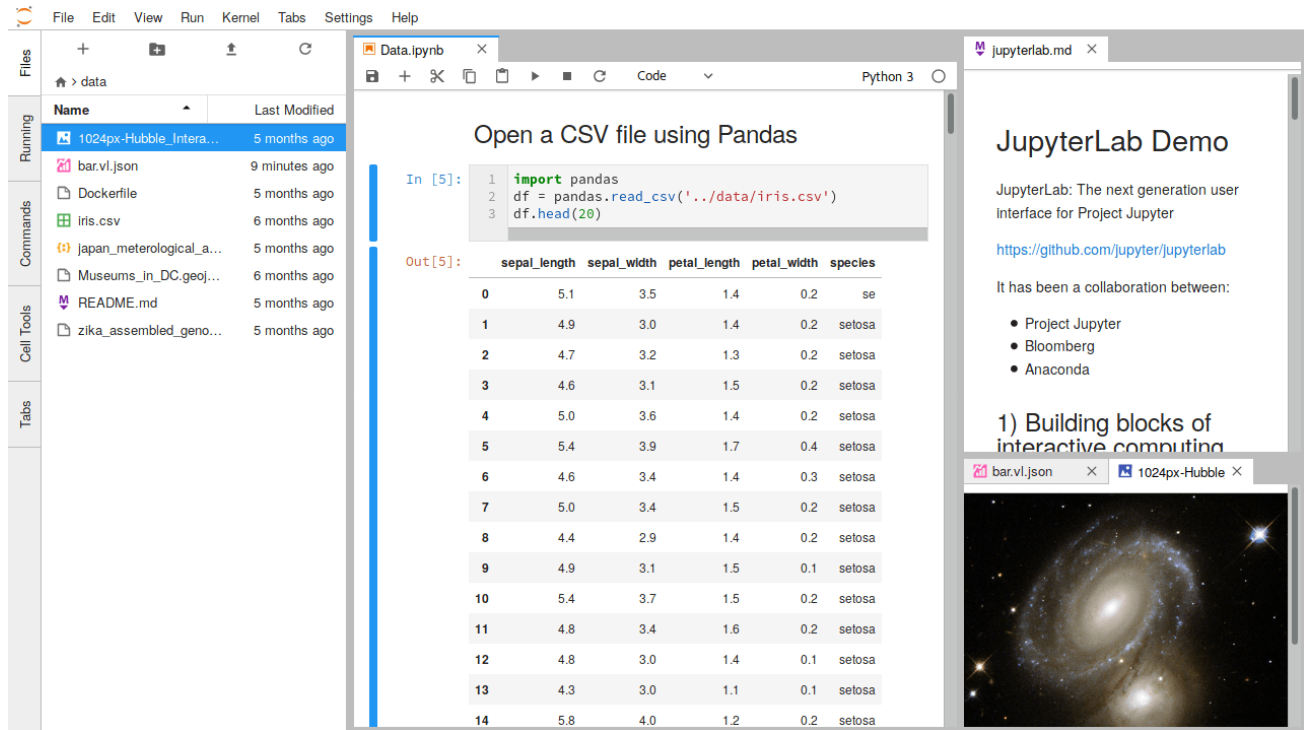 File Edit View Run Kernel Tabs Settings Help
Files
Running
Commands
Cell Tools
Tabs
> data
Name Last Modified
1024px-Hubble_Intera... 5 months ago
bar.vl.json 9 minutes ago
Dockerfile 5 months ago
iris.csv 6 months ago
japan_meterological_a... 5 months ago
Museums_in_DC.geoj... 6 months ago
README.md 5 months ago
zika_assembled_geno... 5 months ago
Data.ipynb
Code Python 3
Open a CSV file using Pandas
In [5]:
1 import pandas
2 df = pandas.read_csv('../data/iris.csv')
3 df.head(20)
Out[5]:
sepal_length sepal_width petal_length petal_width species
0 5.1 3.5 1.4 0.2 se
1 4.9 3.0 1.4 0.2 setosa
2 4.7 3.2 1.3 0.2 setosa
3 4.6 3.1 1.5 0.2 setosa
4 5.0 3.6 1.4 0.2 setosa
5 5.4 3.9 1.7 0.4 setosa
6 4.6 3.4 1.4 0.3 setosa
7 5.0 3.4 1.5 0.2 setosa
8 4.4 2.9 1.4 0.2 setosa
9 4.9 3.1 1.5 0.1 setosa
10 5.4 3.7 1.5 0.2 setosa
11 4.8 3.4 1.6 0.2 setosa
12 4.8 3.0 1.4 0.1 setosa
13 4.3 3.0 1.1 0.1 setosa
14 5.8 4.0 1.2 0.2 setosa
jupyterlab.md
JupyterLab Demo
JupyterLab: The next generation user
interface for Project Jupyter
https://github.com/jupyter/jupyterlab
It has been a collaboration between:
Project Jupyter
Bloomberg
Anaconda
1) Building blocks of
interactive computing
bar.vl.json 1024px-Hubble